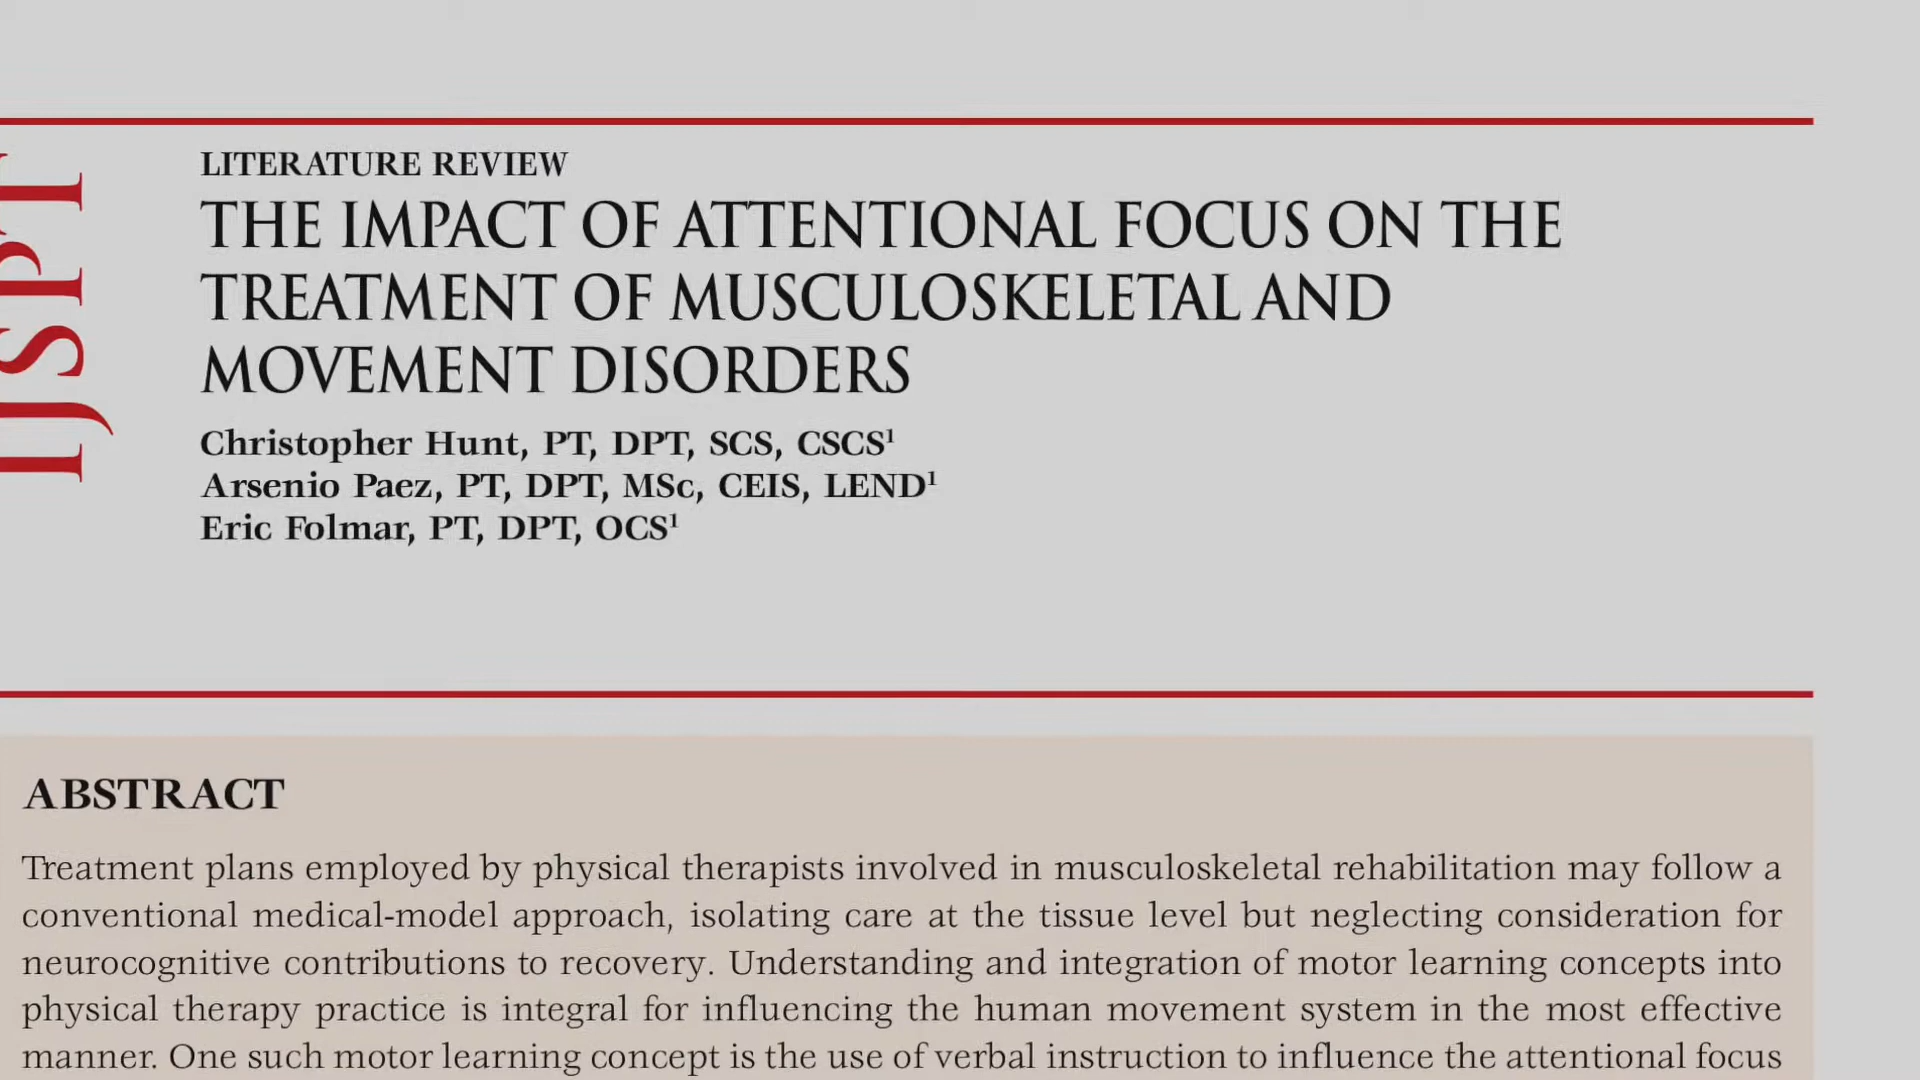 IJSPT
LITERATURE REVIEW
THE IMPACT OF ATTENTIONAL FOCUS ON THE
TREATMENT OF MUSCULOSKELETAL AND
MOVEMENT DISORDERS
Christopher Hunt, PT, DPT, SCS, CSCS¹
Arsenio Paez, PT, DPT, MSc, CEIS, LEND¹
Eric Folmar, PT, DPT, OCS¹
ABSTRACT
Treatment plans employed by physical therapists involved in musculoskeletal rehabilitation may follow a
conventional medical-model approach, isolating care at the tissue level but neglecting consideration for
neurocognitive contributions to recovery. Understanding and integration of motor learning concepts into
physical therapy practice is integral for influencing the human movement system in the most effective
manner. One such motor learning concept is the use of verbal instruction to influence the attentional focus